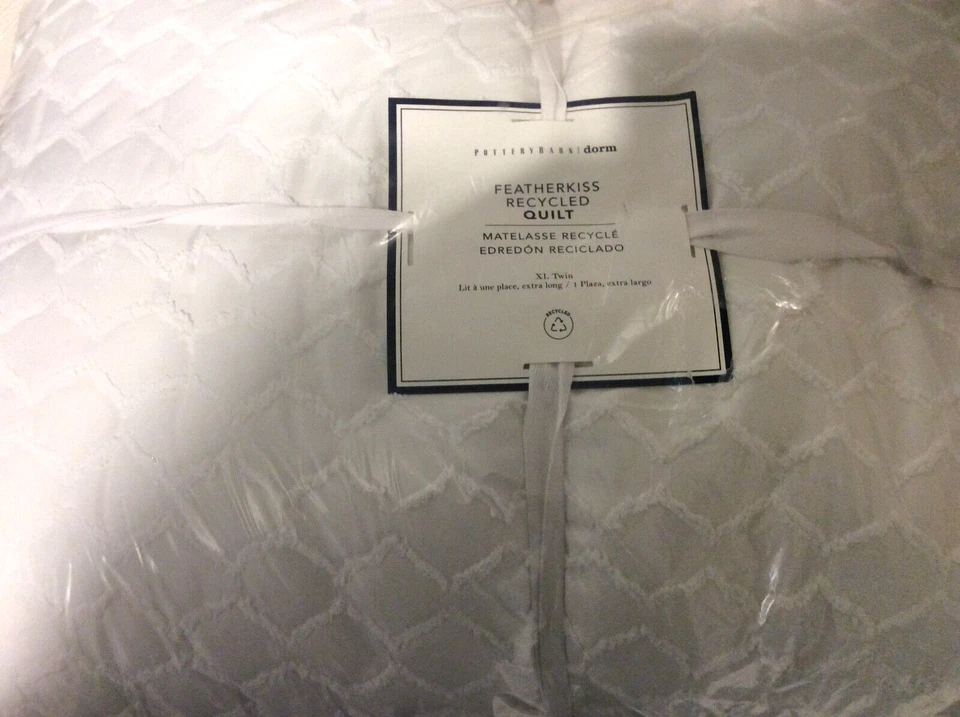 POTTERYBARN | dorm
FEATHERKISS
RECYCLED
QUILT
MATELASSE RECYCLÉ
EDREDÓN RECICLADO
XL Twin
Lit à une place, extra long / 1 Plaza, extra largo
RECYCLED